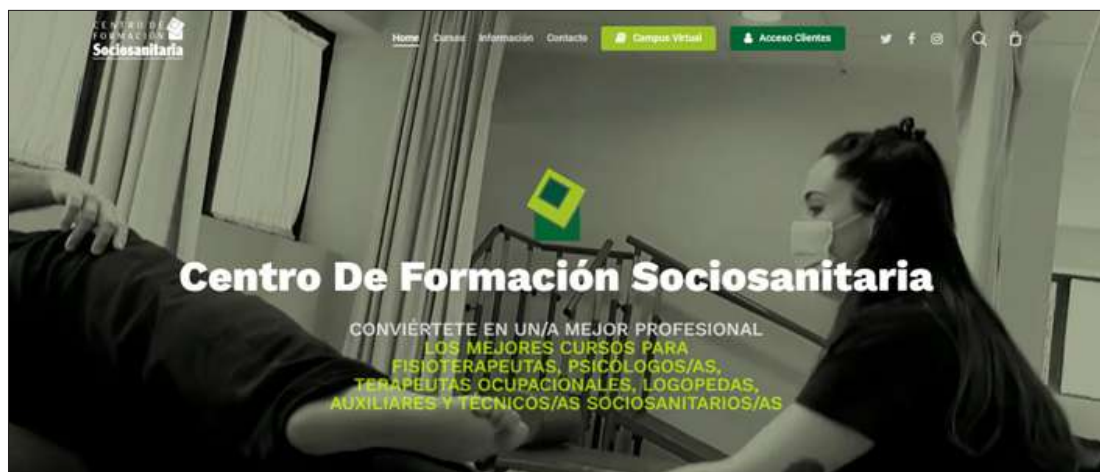 CENTRO DE
FORMACIÓN
Sociosanitaria
Home Cursos Información Contacto Campus Virtual Acceso Clientes
Centro De Formación Sociosanitaria
CONVIÉRTETE EN UN/A MEJOR PROFESIONAL
LOS MEJORES CURSOS PARA
FISIOTERAPEUTAS, PSICÓLOGOS/AS,
TERAPEUTAS OCUPACIONALES, LOGOPEDAS,
AUXILIARES Y TÉCNICOS/AS SOCIOSANITARIOS/AS